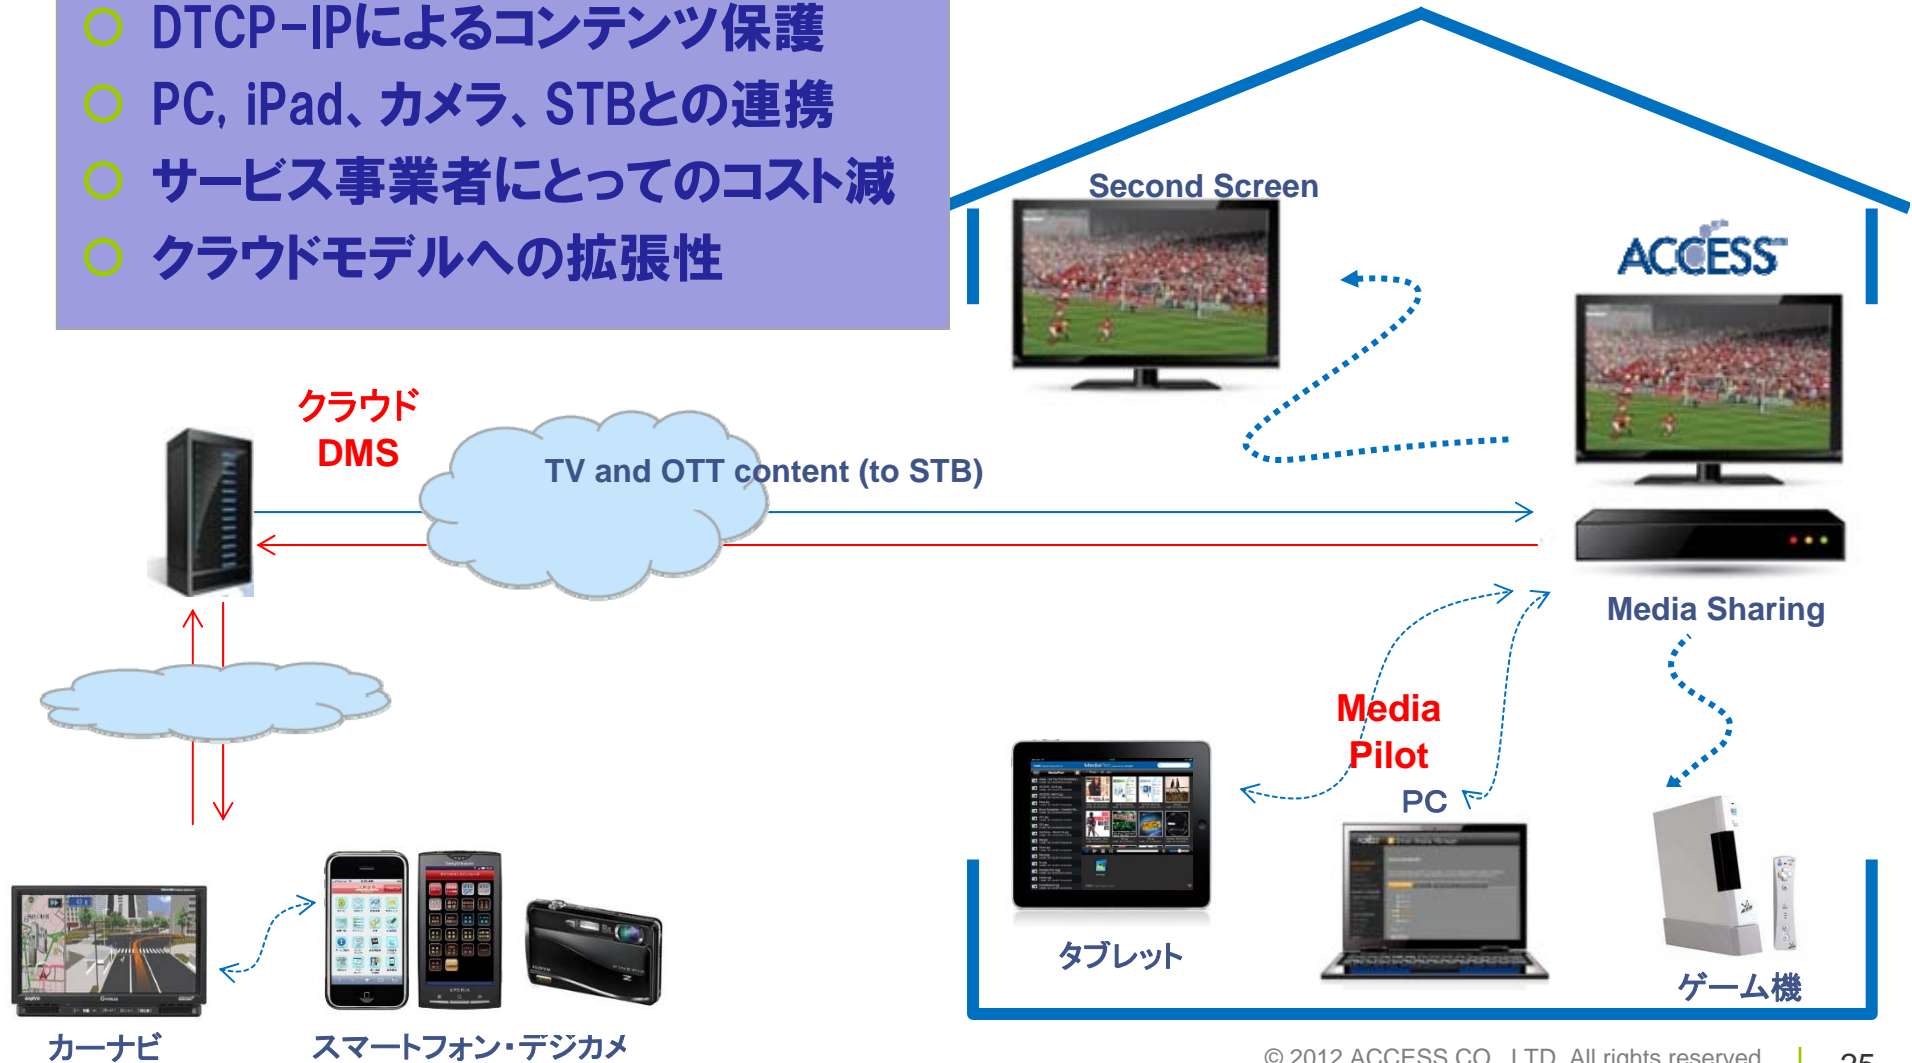 DTCP-IPによるコンテンツ保護
PC, iPad、カメラ、STBとの連携
サービス事業者にとってのコスト減
クラウドモデルへの拡張性
Second Screen
ACCESS
クラウド
DMS
TV and OTT content (to STB)
Media Sharing
Media
Pilot
PC
タブレット
ゲーム機
カーナビ
スマートフォン・デジカメ
© 2012 ACCESS CO., LTD. All rights reserved.
25